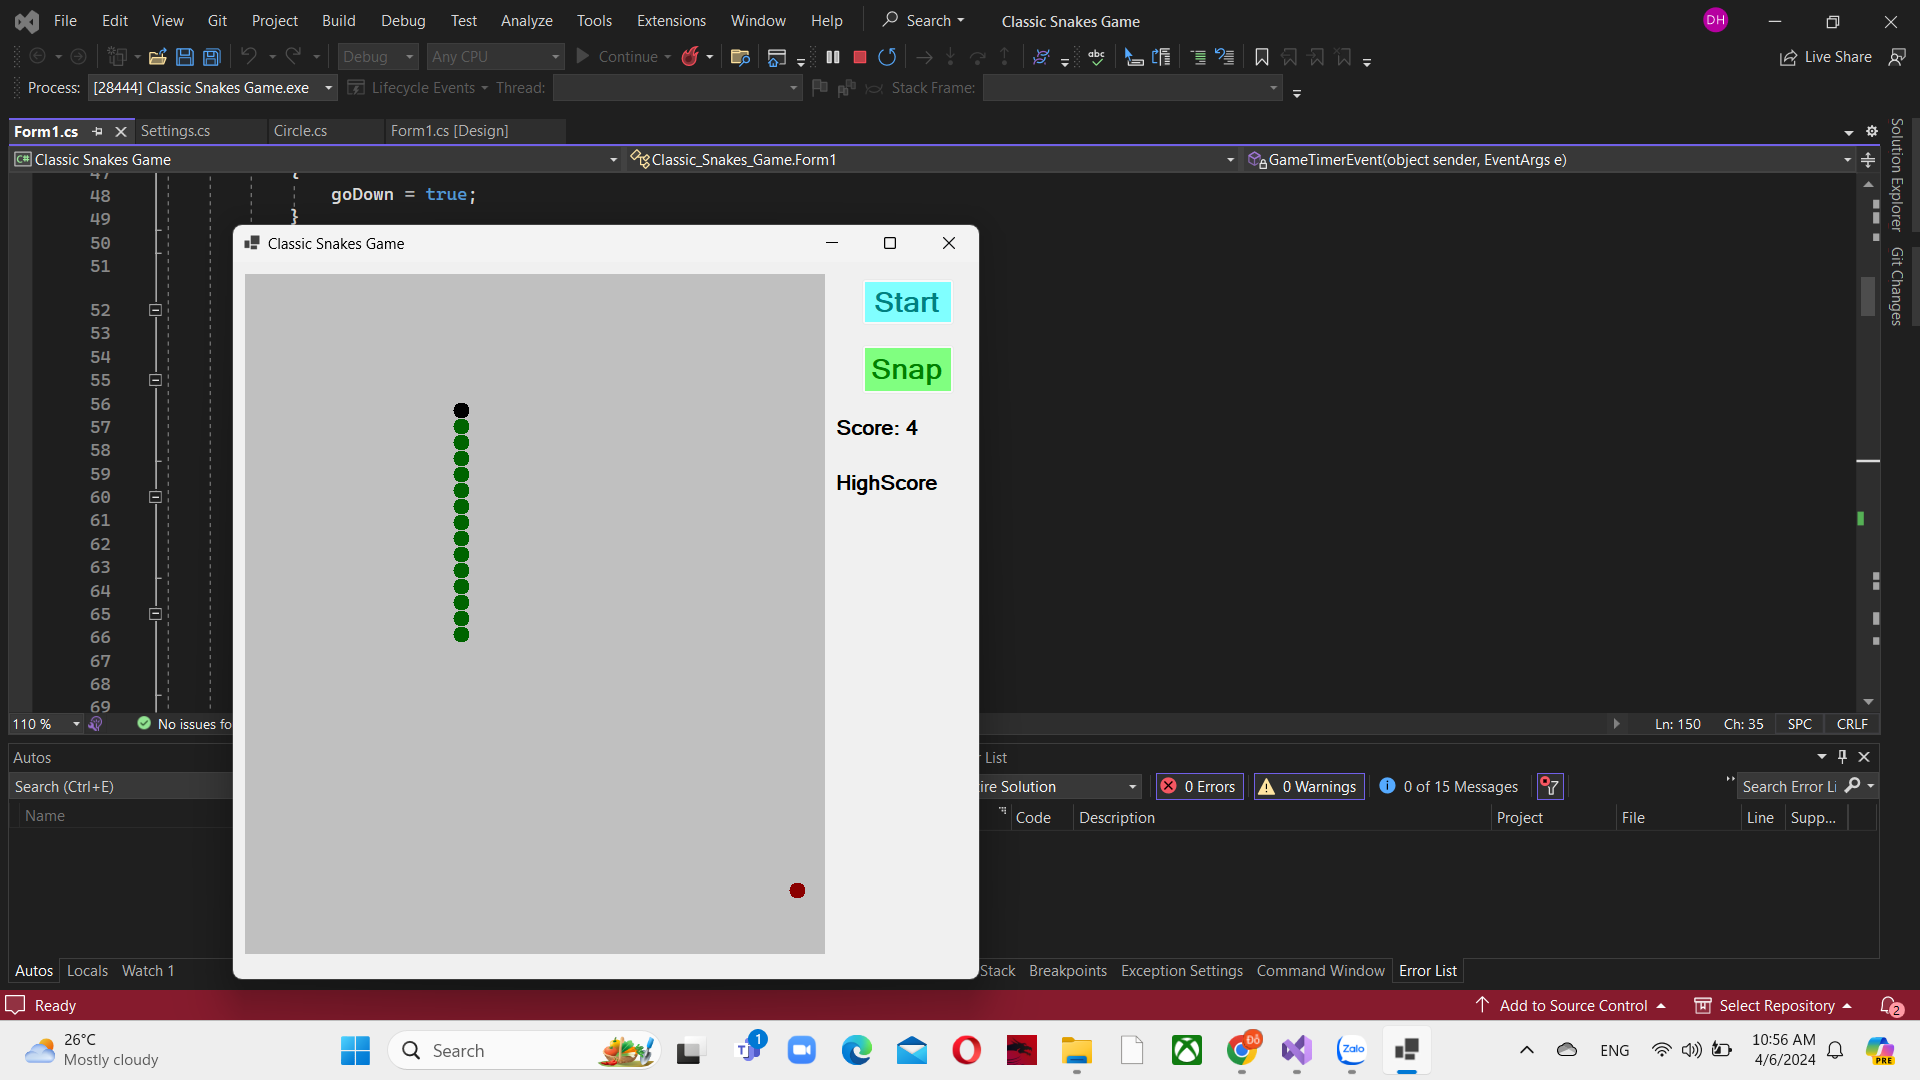 File Edit View Git Project Build Debug Test Analyze Tools Extensions Window Help Search Classic Snakes Game DH
Debug Any CPU Continue abc Live Share
Process: [28444] Classic Snakes Game.exe Lifecycle Events Thread: Stack Frame:
Form1.cs Settings.cs Circle.cs Form1.cs [Design]
C# Classic Snakes Game Classic_Snakes_Game.Form1 GameTimerEvent(object sender, EventArgs e)
Solution Explorer
Git Changes
47 {
48 goDown = true;
49 }
50
51
52
53
54
55
56
57
58
59
60
61
62
63
64
65
66
67
68
69
Classic Snakes Game
Start
Snap
Score: 4
HighScore
110 % No issues fo Ln: 150 Ch: 35 SPC CRLF
Autos
Search (Ctrl+E)
Name
List
ire Solution 0 Errors 0 Warnings 0 of 15 Messages Search Error Li
Code Description Project File Line Supp...
Autos Locals Watch 1
Stack Breakpoints Exception Settings Command Window Error List
Ready Add to Source Control Select Repository 2
26°C
Mostly cloudy
Search
1
Đô
Zalo
ENG
10:56 AM
4/6/2024
PRE